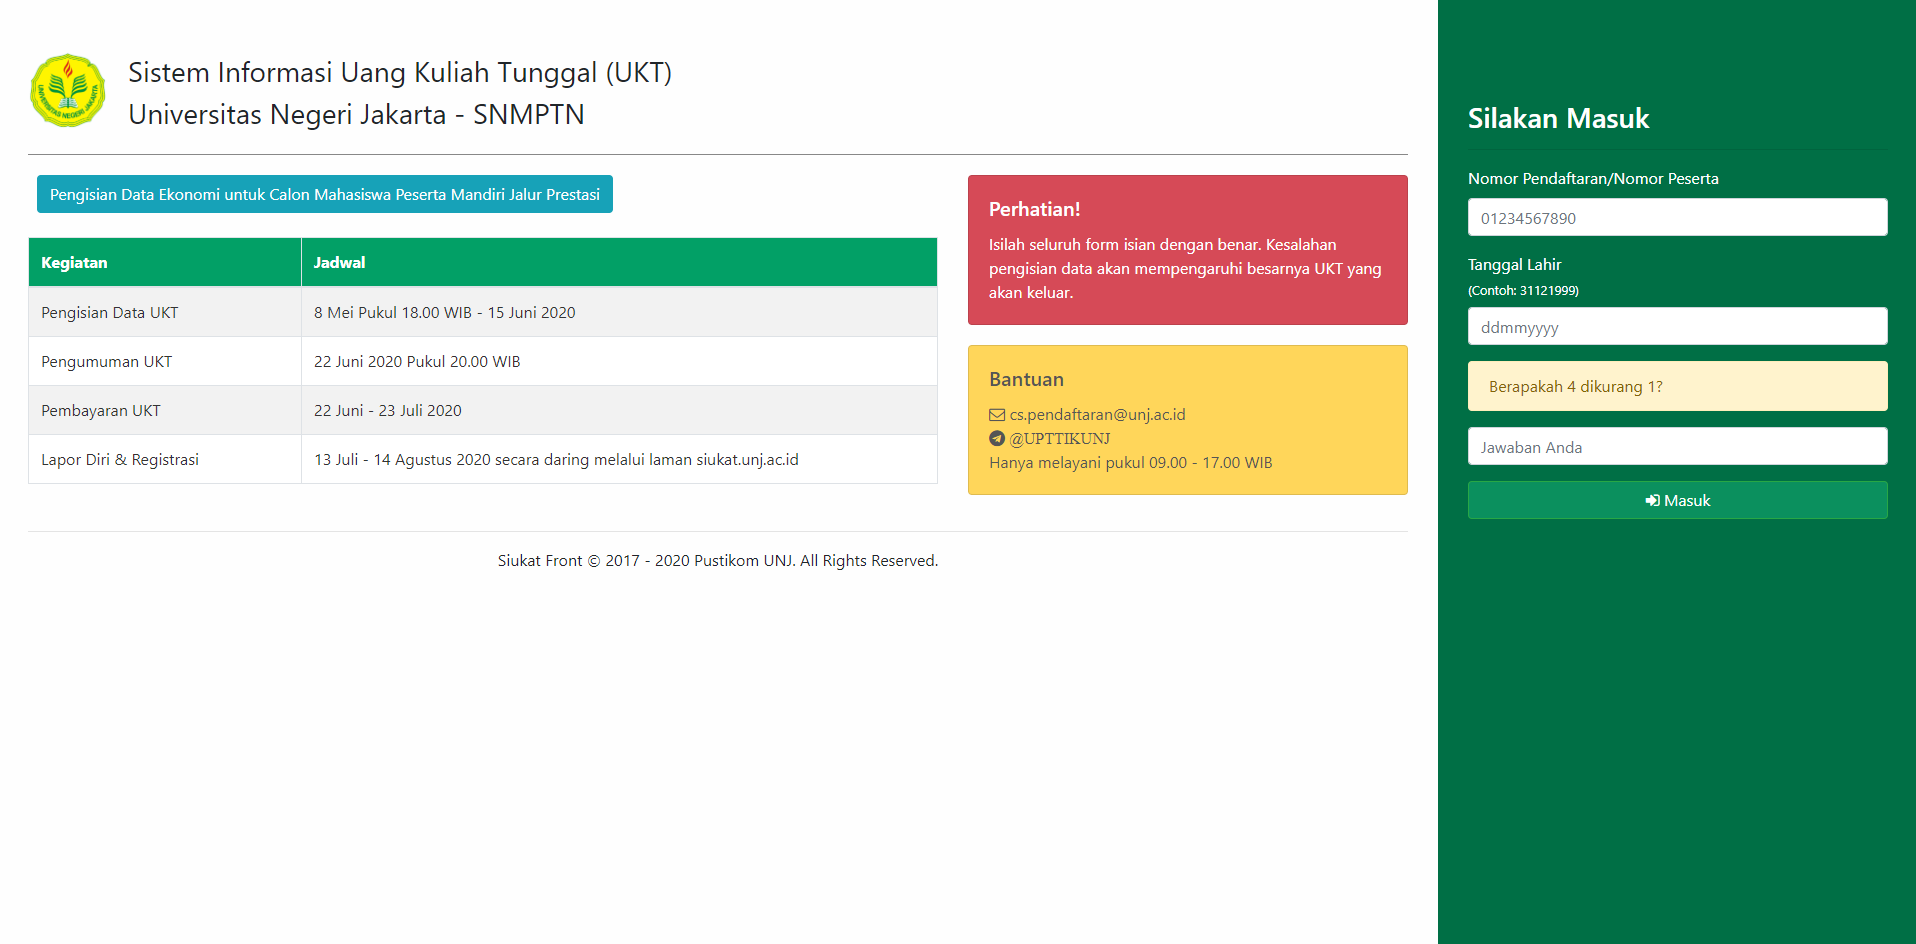 UNIVERSITAS NEGERI JAKARTA
Sistem Informasi Uang Kuliah Tunggal (UKT)
Universitas Negeri Jakarta - SNMPTN
Pengisian Data Ekonomi untuk Calon Mahasiswa Peserta Mandiri Jalur Prestasi
Kegiatan Jadwal
Pengisian Data UKT 8 Mei Pukul 18.00 WIB - 15 Juni 2020
Pengumuman UKT 22 Juni 2020 Pukul 20.00 WIB
Pembayaran UKT 22 Juni - 23 Juli 2020
Lapor Diri & Registrasi 13 Juli - 14 Agustus 2020 secara daring melalui laman siukat.unj.ac.id
Perhatian!
Isilah seluruh form isian dengan benar. Kesalahan
pengisian data akan mempengaruhi besarnya UKT yang
akan keluar.
Bantuan
cs.pendaftaran@unj.ac.id
@UPTTIKUNJ
Hanya melayani pukul 09.00 - 17.00 WIB
Siukat Front © 2017 - 2020 Pustikom UNJ. All Rights Reserved.
Silakan Masuk
Nomor Pendaftaran/Nomor Peserta
01234567890
Tanggal Lahir
(Contoh: 31121999)
ddmmyyyy
Berapakah 4 dikurang 1?
Jawaban Anda
Masuk